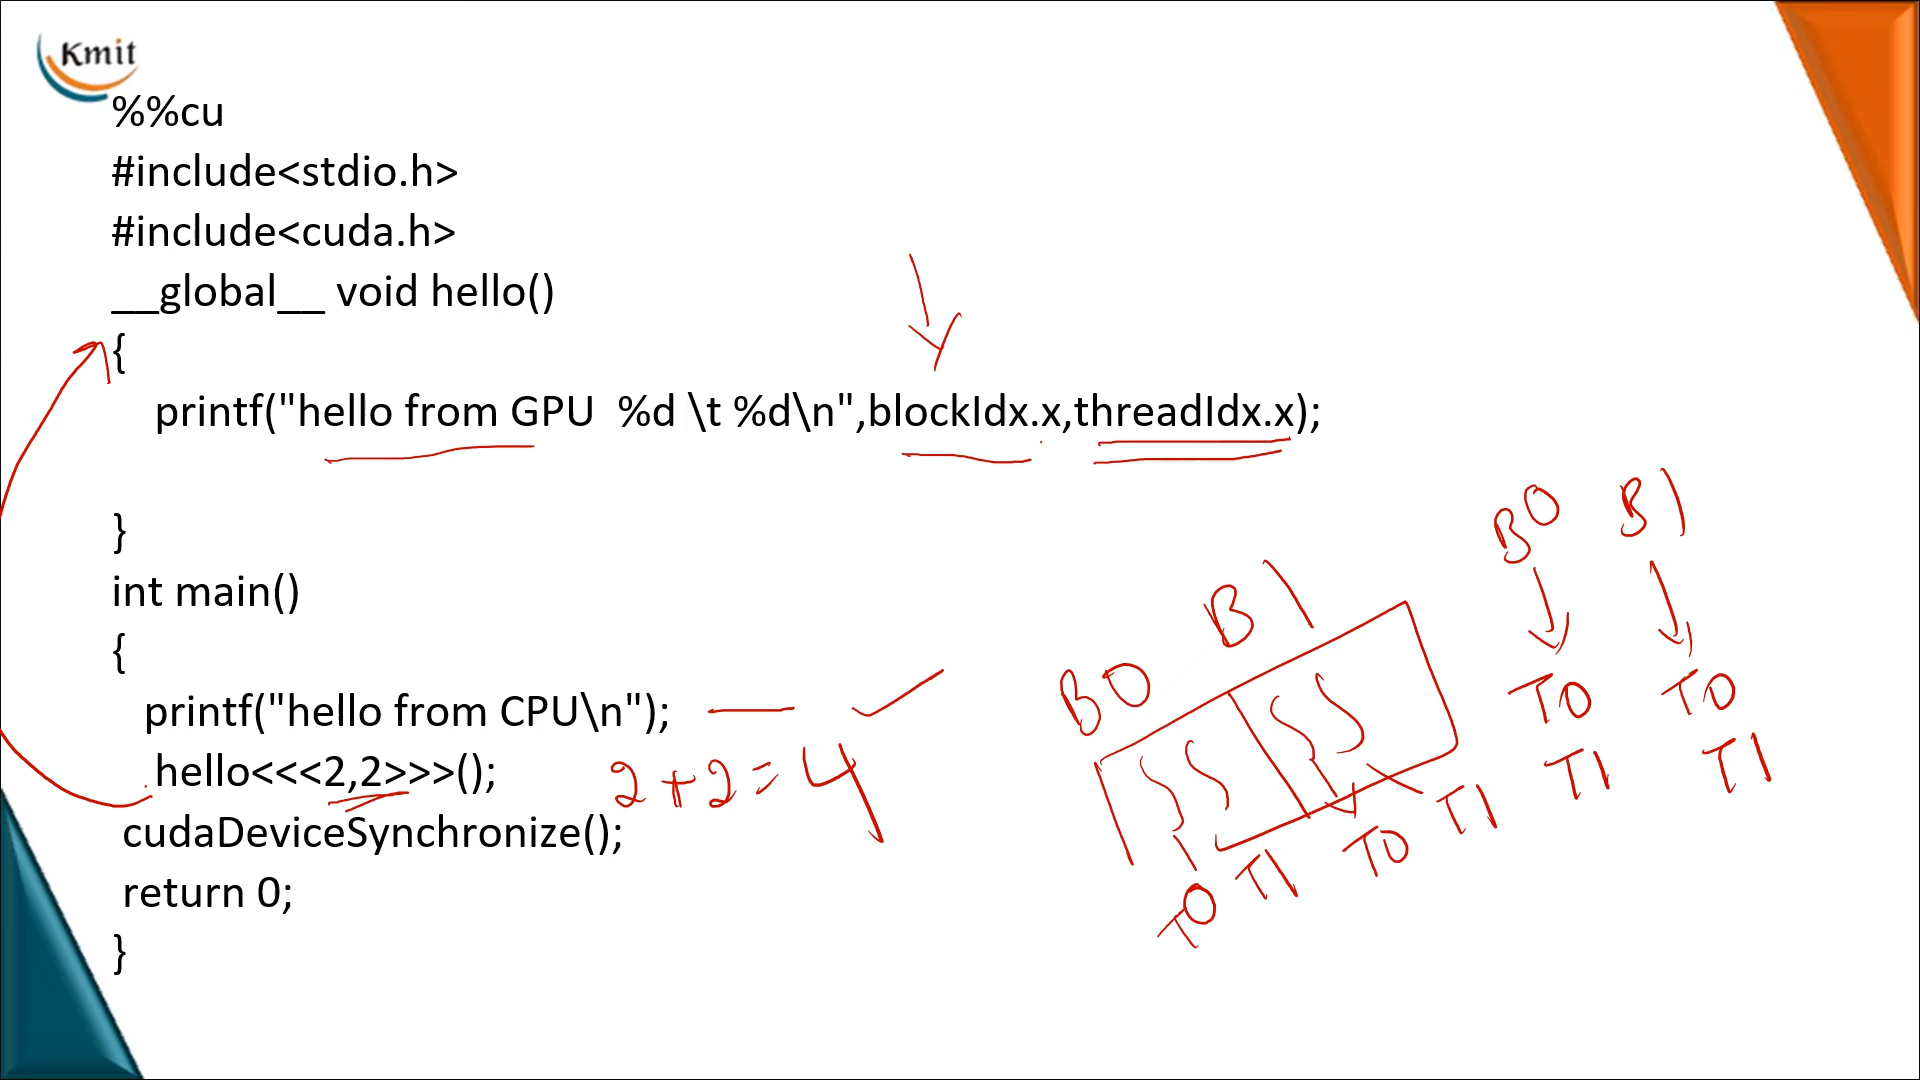 Kmit
%%cu
#include<stdio.h>
#include<cuda.h>
__global__ void hello()
{
printf("hello from GPU  %d \t %d\n",blockIdx.x,threadIdx.x);
}
int main()
{
printf("hello from CPU\n");
hello<<<2,2>>>();
2+2=4
cudaDeviceSynchronize();
return 0;
}
B0 B1
T0 T1 T0 T1
B0 B1
T0 T0
T1 T1